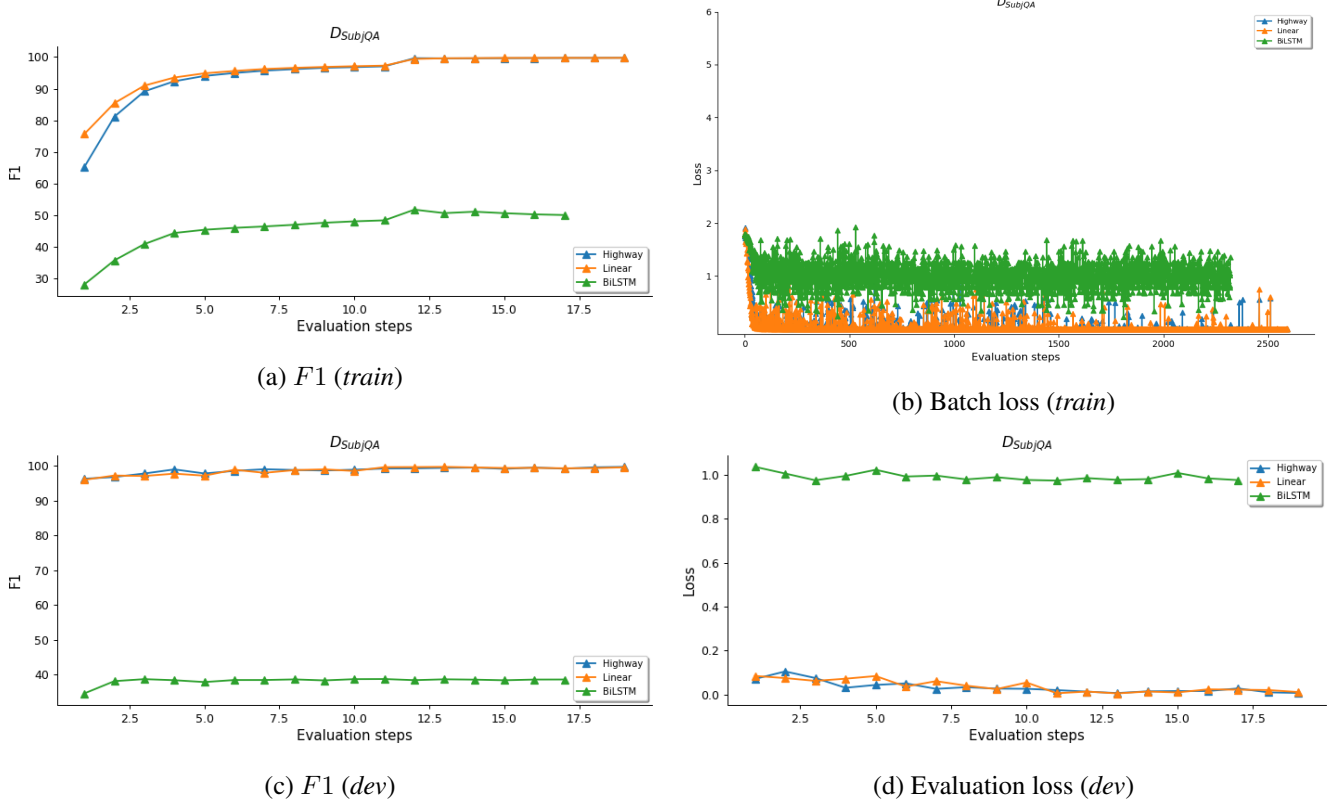 D_SubjQA
F1
100
90
80
70
60
50
40
30
Highway
Linear
BiLSTM
2.5 5.0 7.5 10.0 12.5 15.0 17.5
Evaluation steps
(a) F1 (train)
D_SubjQA
Loss
6
5
4
3
2
1
Highway
Linear
BiLSTM
0 500 1000 1500 2000 2500
Evaluation steps
(b) Batch loss (train)
D_SubjQA
F1
100
90
80
70
60
50
40
Highway
Linear
BiLSTM
2.5 5.0 7.5 10.0 12.5 15.0 17.5
Evaluation steps
(c) F1 (dev)
D_SubjQA
Loss
1.0
0.8
0.6
0.4
0.2
0.0
Highway
Linear
BiLSTM
2.5 5.0 7.5 10.0 12.5 15.0 17.5
Evaluation steps
(d) Evaluation loss (dev)